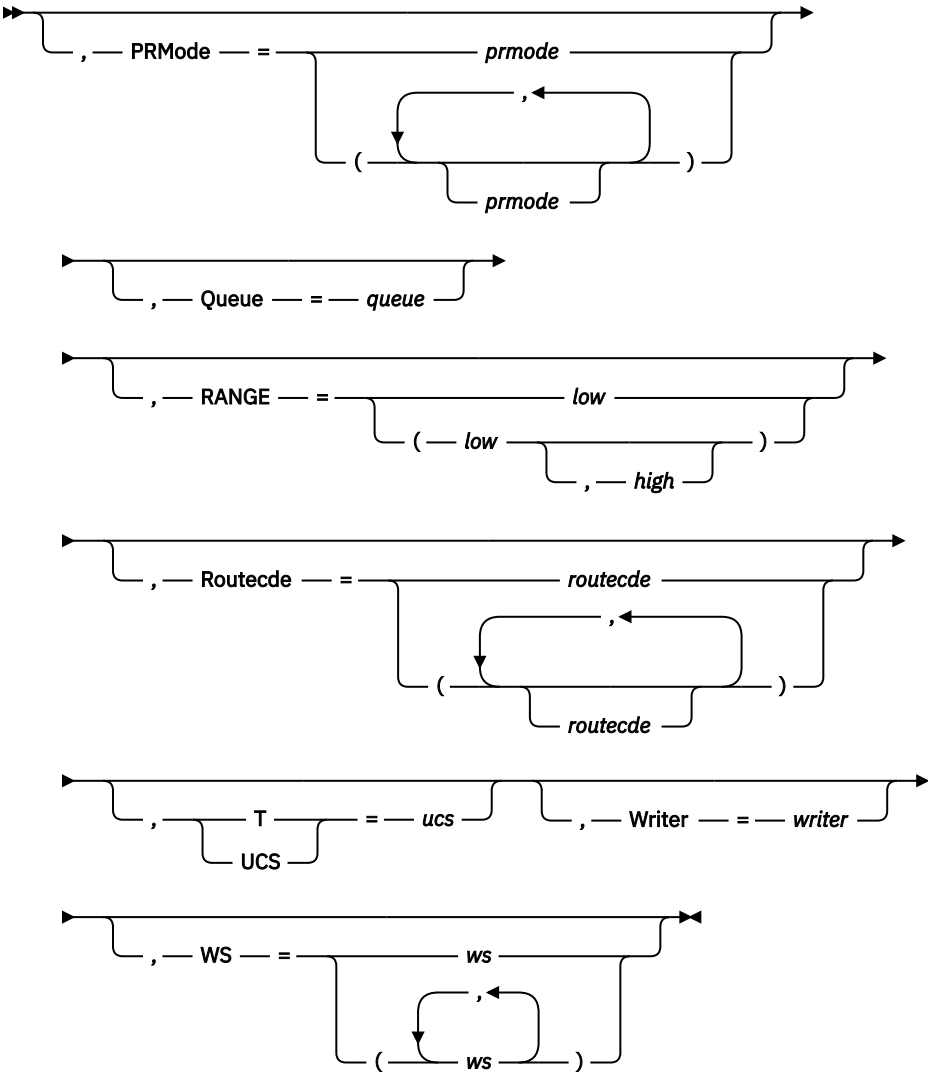 , PRMode = prmode
,
( )
prmode
, Queue = queue
, RANGE = low
( low )
, high
, Routecde = routecde
,
( )
routecde
, T = ucs , Writer = writer
UCS
, WS = ws
,
( ws )